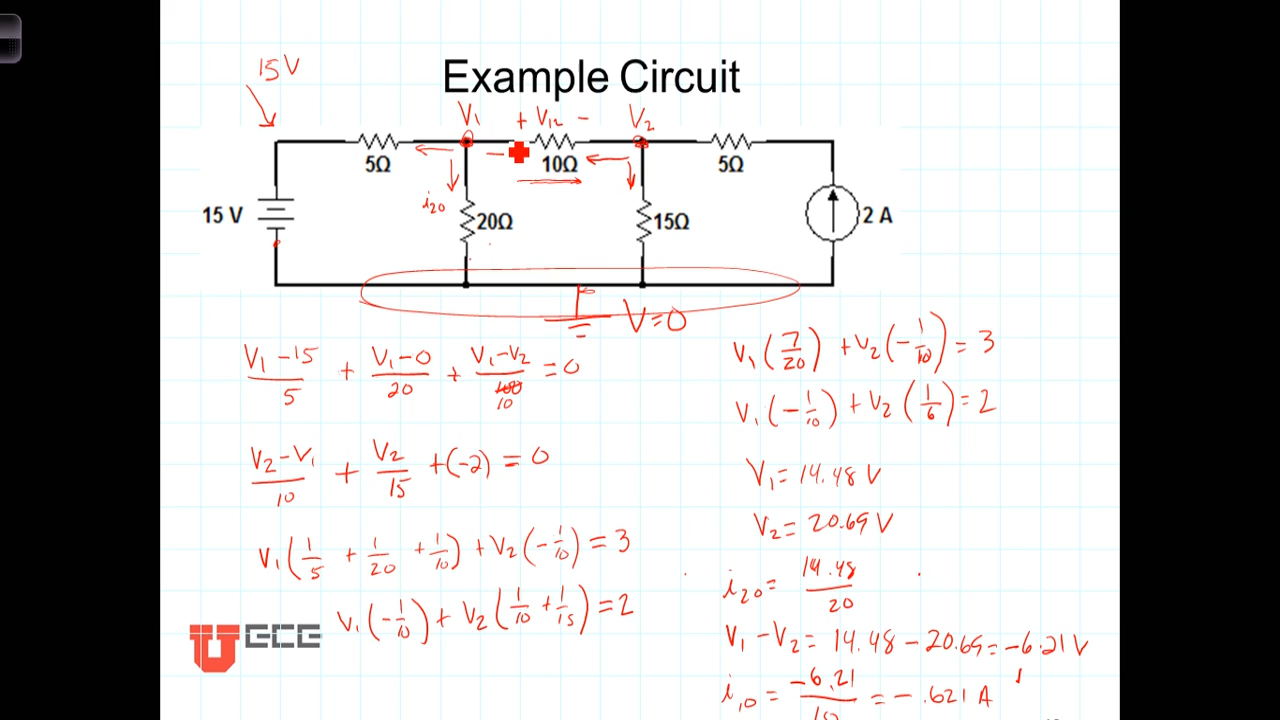 15V
Example Circuit
V₁ + V₁₂ - V₂
5Ω 10Ω 5Ω
i₂₀
15 V 20Ω 15Ω 2 A
V=0
(V₁-15)/5 + (V₁-0)/20 + (V₁-V₂)/10 = 0
(V₂-V₁)/10 + V₂/15 + (-2) = 0
V₁(1/5 + 1/20 + 1/10) + V₂(-1/10) = 3
V₁(-1/10) + V₂(1/10 + 1/15) = 2
V₁(7/20) + V₂(-1/10) = 3
V₁(-1/10) + V₂(1/6) = 2
V₁ = 14.48 V
V₂ = 20.69 V
i₂₀ = 14.48/20
V₁ - V₂ = 14.48 - 20.69 = -6.21 V
i₁₀ = -6.21/10 = -.621 A
U ECE